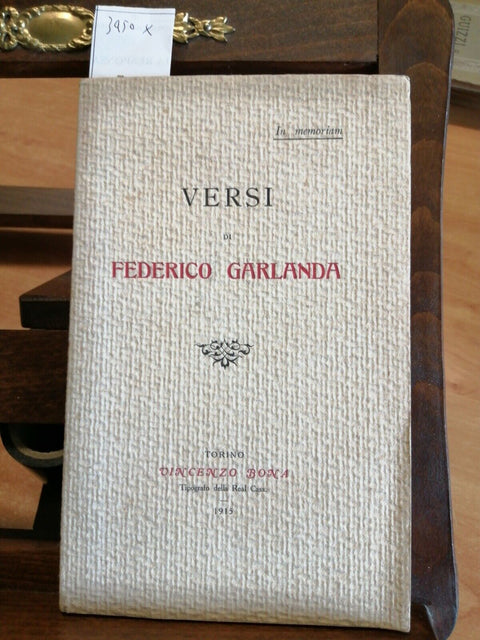 3950 x
In memoriam
VERSI
DI
FEDERICO GARLANDA
TORINO
VINCENZO BONA
Tipografo della Real Casa.
1915